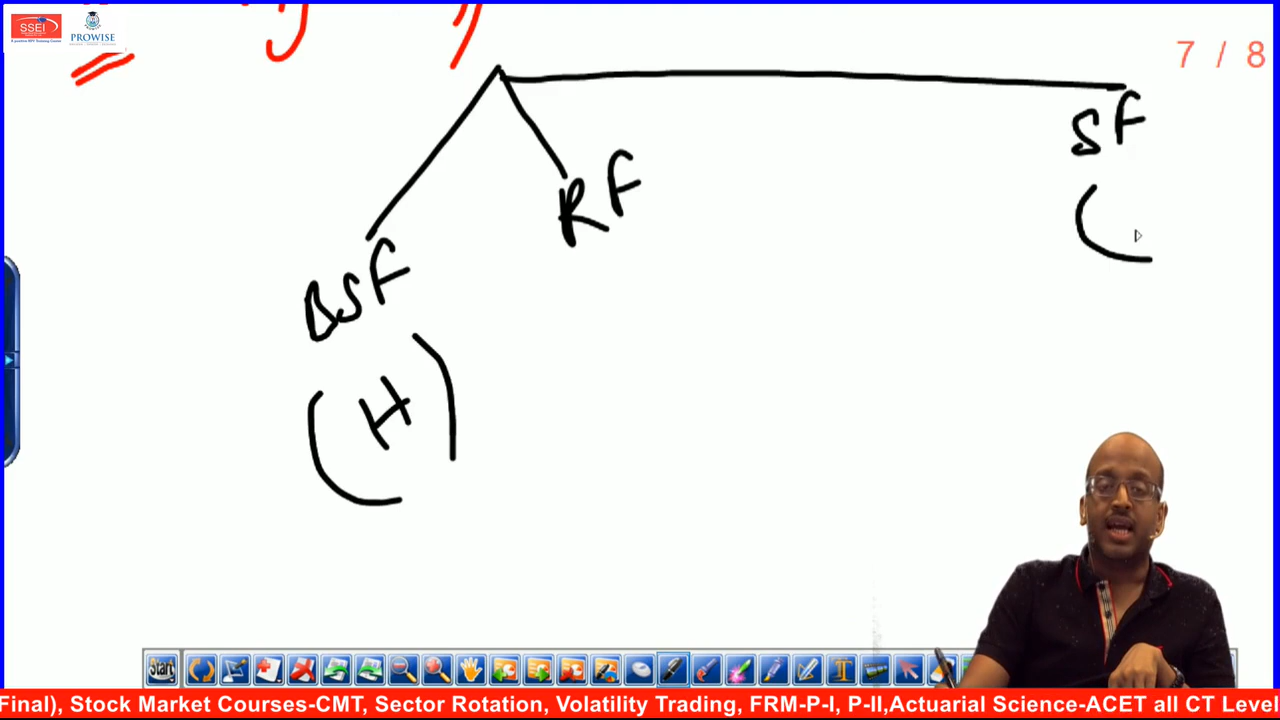 SSEI
PROWISE
7 / 8
SF
RF
BSF
(H)
(
Start
T
Final), Stock Market Courses-CMT, Sector Rotation, Volatility Trading, FRM-P-I, P-II,Actuarial Science-ACET all CT Level